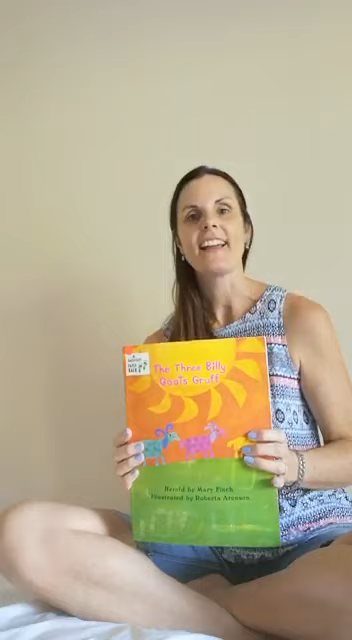 The Three Billy
Goats Gruff
Retold by Mary Finch
Illustrated by Roberta Arenson